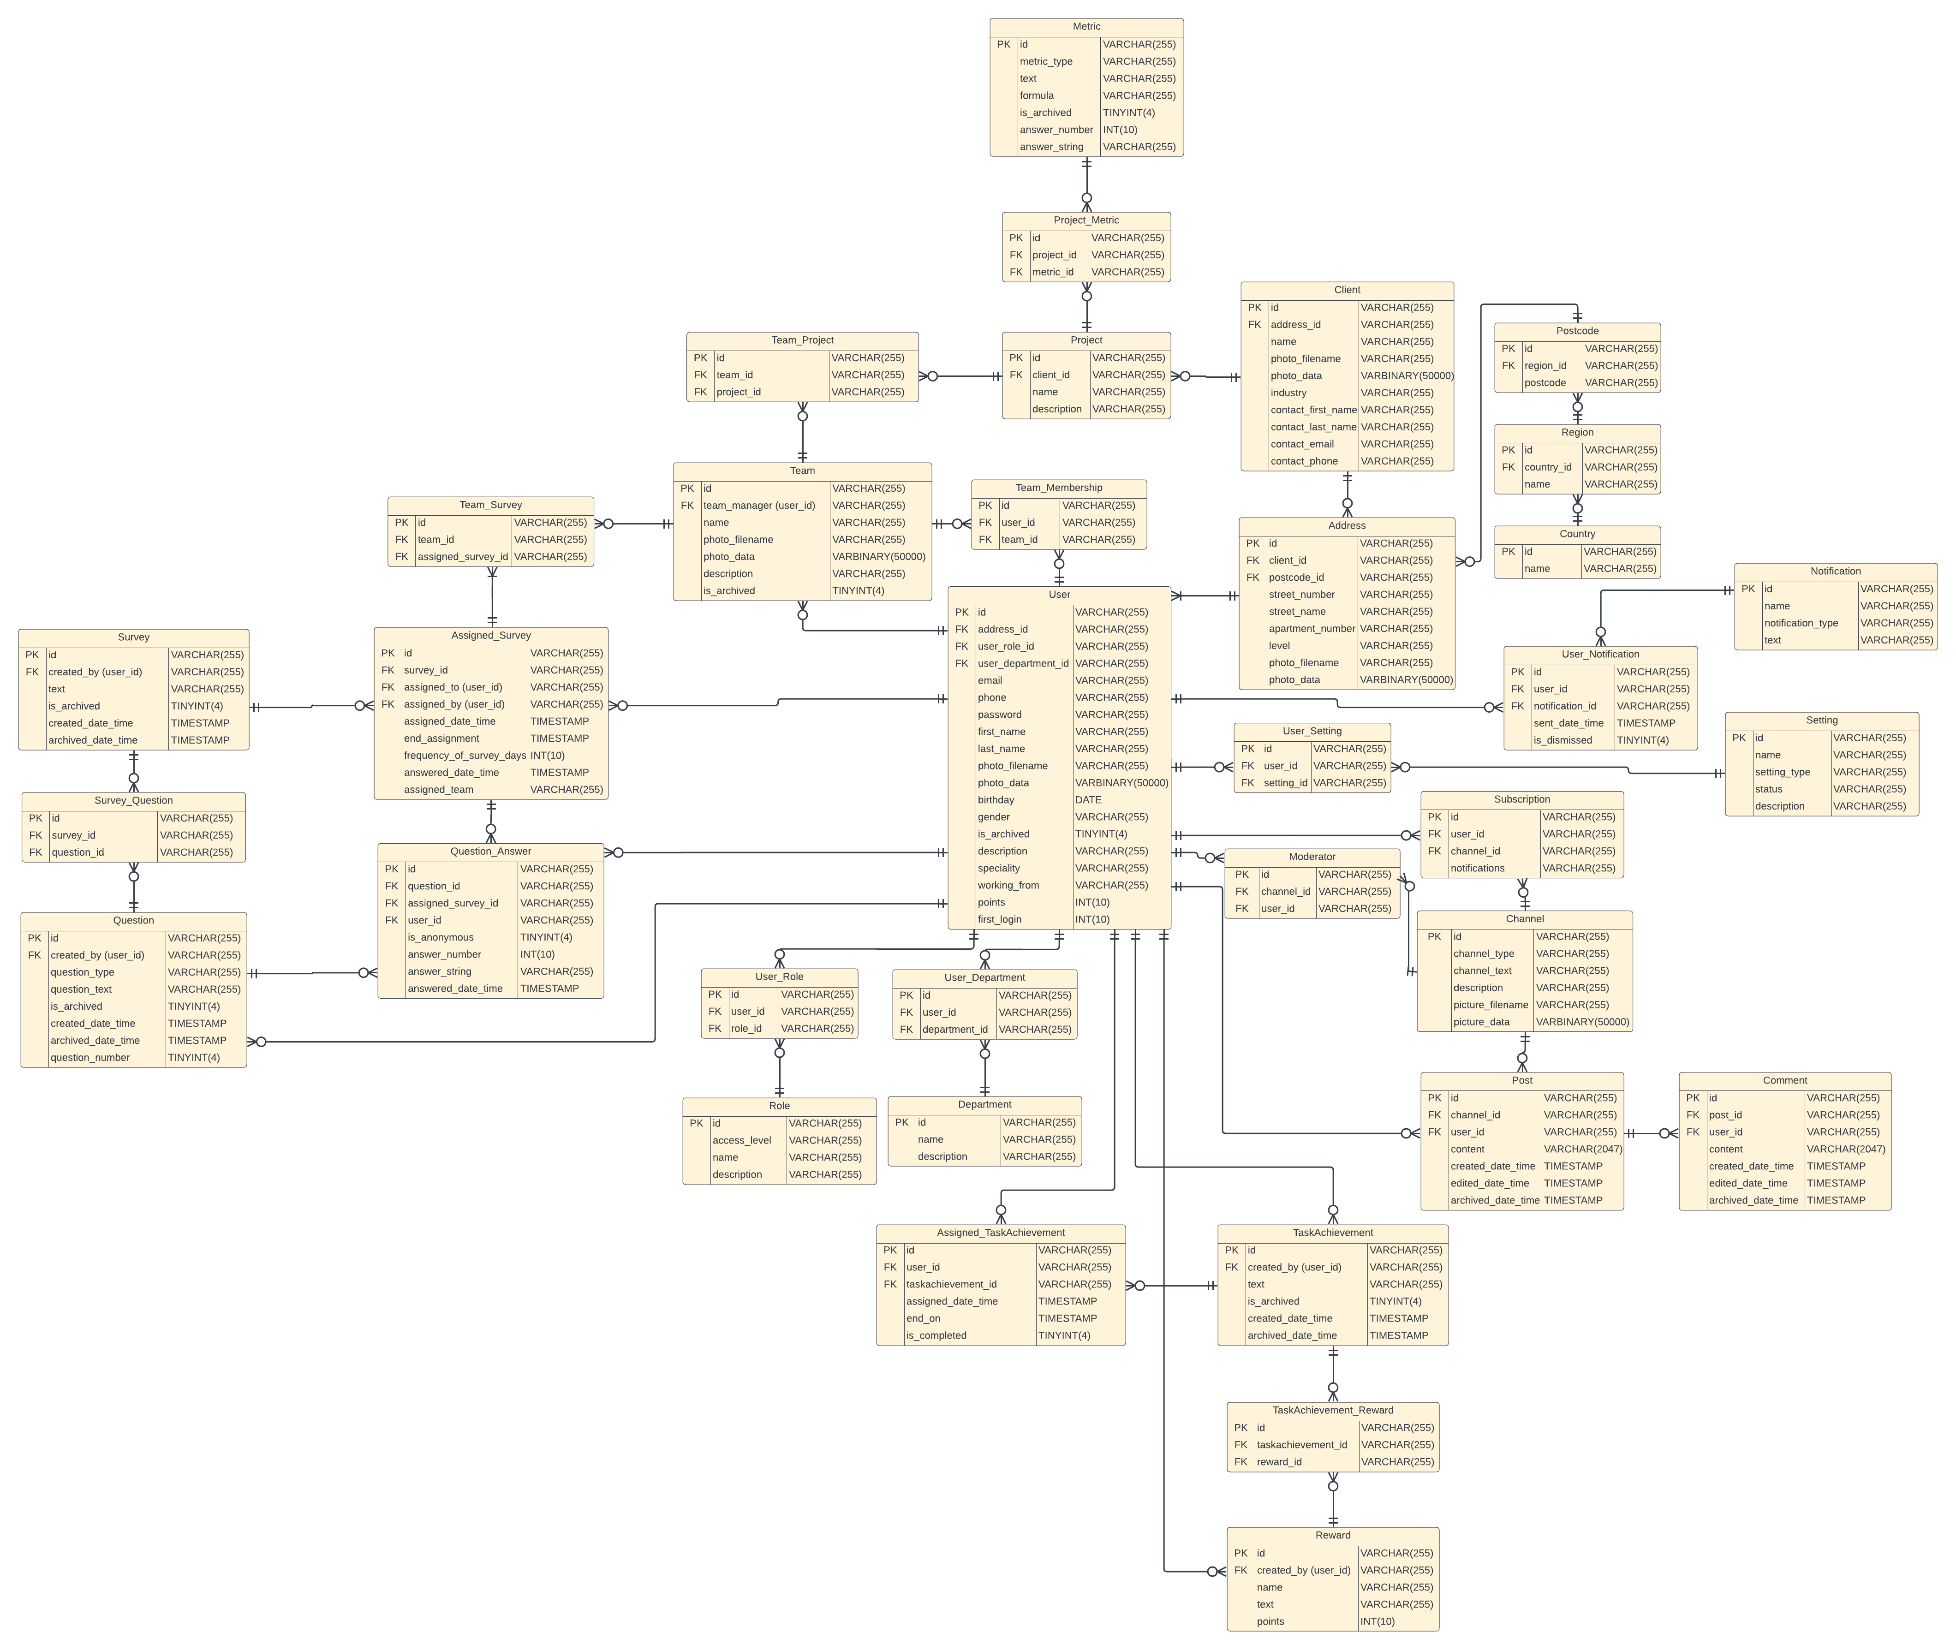 Metric
PK id VARCHAR(255)
metric_type VARCHAR(255)
text VARCHAR(255)
formula VARCHAR(255)
is_archived TINYINT(4)
answer_number INT(10)
answer_string VARCHAR(255)
Project_Metric
PK id VARCHAR(255)
FK project_id VARCHAR(255)
FK metric_id VARCHAR(255)
Client
PK id VARCHAR(255)
FK address_id VARCHAR(255)
name VARCHAR(255)
photo_filename VARCHAR(255)
photo_data VARBINARY(50000)
industry VARCHAR(255)
contact_first_name VARCHAR(255)
contact_last_name VARCHAR(255)
contact_email VARCHAR(255)
contact_phone VARCHAR(255)
Postcode
PK id VARCHAR(255)
FK region_id VARCHAR(255)
postcode VARCHAR(255)
Team_Project
PK id VARCHAR(255)
FK team_id VARCHAR(255)
FK project_id VARCHAR(255)
Project
PK id VARCHAR(255)
FK client_id VARCHAR(255)
name VARCHAR(255)
description VARCHAR(255)
Region
PK id VARCHAR(255)
FK country_id VARCHAR(255)
name VARCHAR(255)
Team
PK id VARCHAR(255)
FK team_manager (user_id) VARCHAR(255)
name VARCHAR(255)
photo_filename VARCHAR(255)
photo_data VARBINARY(50000)
description VARCHAR(255)
is_archived TINYINT(4)
Team_Membership
PK id VARCHAR(255)
FK user_id VARCHAR(255)
FK team_id VARCHAR(255)
Team_Survey
PK id VARCHAR(255)
FK team_id VARCHAR(255)
FK assigned_survey_id VARCHAR(255)
Address
PK id VARCHAR(255)
FK client_id VARCHAR(255)
FK postcode_id VARCHAR(255)
street_number VARCHAR(255)
street_name VARCHAR(255)
apartment_number VARCHAR(255)
level VARCHAR(255)
photo_filename VARCHAR(255)
photo_data VARBINARY(50000)
Country
PK id VARCHAR(255)
name VARCHAR(255)
Notification
PK id VARCHAR(255)
name VARCHAR(255)
notification_type VARCHAR(255)
text VARCHAR(255)
User
PK id VARCHAR(255)
FK address_id VARCHAR(255)
FK user_role_id VARCHAR(255)
FK user_department_id VARCHAR(255)
email VARCHAR(255)
phone VARCHAR(255)
password VARCHAR(255)
first_name VARCHAR(255)
last_name VARCHAR(255)
photo_filename VARCHAR(255)
photo_data VARBINARY(50000)
birthday DATE
gender VARCHAR(255)
is_archived TINYINT(4)
description VARCHAR(255)
speciality VARCHAR(255)
working_from VARCHAR(255)
points INT(10)
first_login INT(10)
Survey
PK id VARCHAR(255)
FK created_by (user_id) VARCHAR(255)
text VARCHAR(255)
is_archived TINYINT(4)
created_date_time TIMESTAMP
archived_date_time TIMESTAMP
Assigned_Survey
PK id VARCHAR(255)
FK survey_id VARCHAR(255)
FK assigned_to (user_id) VARCHAR(255)
FK assigned_by (user_id) VARCHAR(255)
assigned_date_time TIMESTAMP
end_assignment TIMESTAMP
frequency_of_survey_days INT(10)
answered_date_time TIMESTAMP
assigned_team VARCHAR(255)
User_Notification
PK id VARCHAR(255)
FK user_id VARCHAR(255)
FK notification_id VARCHAR(255)
sent_date_time TIMESTAMP
is_dismissed TINYINT(4)
User_Setting
PK id VARCHAR(255)
FK user_id VARCHAR(255)
FK setting_id VARCHAR(255)
Setting
PK id VARCHAR(255)
name VARCHAR(255)
setting_type VARCHAR(255)
status VARCHAR(255)
description VARCHAR(255)
Survey_Question
PK id VARCHAR(255)
FK survey_id VARCHAR(255)
FK question_id VARCHAR(255)
Subscription
PK id VARCHAR(255)
FK user_id VARCHAR(255)
FK channel_id VARCHAR(255)
notifications VARCHAR(255)
Question_Answer
PK id VARCHAR(255)
FK question_id VARCHAR(255)
FK assigned_survey_id VARCHAR(255)
FK user_id VARCHAR(255)
is_anonymous TINYINT(4)
answer_number INT(10)
answer_string VARCHAR(255)
answered_date_time TIMESTAMP
Moderator
PK id VARCHAR(255)
FK channel_id VARCHAR(255)
FK user_id VARCHAR(255)
Question
PK id VARCHAR(255)
FK created_by (user_id) VARCHAR(255)
question_type VARCHAR(255)
question_text VARCHAR(255)
is_archived TINYINT(4)
created_date_time TIMESTAMP
archived_date_time TIMESTAMP
question_number TINYINT(4)
Channel
PK id VARCHAR(255)
channel_type VARCHAR(255)
channel_text VARCHAR(255)
description VARCHAR(255)
picture_filename VARCHAR(255)
picture_data VARBINARY(50000)
User_Role
PK id VARCHAR(255)
FK user_id VARCHAR(255)
FK role_id VARCHAR(255)
User_Department
PK id VARCHAR(255)
FK user_id VARCHAR(255)
FK department_id VARCHAR(255)
Post
PK id VARCHAR(255)
FK channel_id VARCHAR(255)
FK user_id VARCHAR(255)
content VARCHAR(2047)
created_date_time TIMESTAMP
edited_date_time TIMESTAMP
archived_date_time TIMESTAMP
Comment
PK id VARCHAR(255)
FK post_id VARCHAR(255)
FK user_id VARCHAR(255)
content VARCHAR(2047)
created_date_time TIMESTAMP
edited_date_time TIMESTAMP
archived_date_time TIMESTAMP
Role
PK id VARCHAR(255)
access_level VARCHAR(255)
name VARCHAR(255)
description VARCHAR(255)
Department
PK id VARCHAR(255)
name VARCHAR(255)
description VARCHAR(255)
Assigned_TaskAchievement
PK id VARCHAR(255)
FK user_id VARCHAR(255)
FK taskachievement_id VARCHAR(255)
assigned_date_time TIMESTAMP
end_on TIMESTAMP
is_completed TINYINT(4)
TaskAchievement
PK id VARCHAR(255)
FK created_by (user_id) VARCHAR(255)
text VARCHAR(255)
is_archived TINYINT(4)
created_date_time TIMESTAMP
archived_date_time TIMESTAMP
TaskAchievement_Reward
PK id VARCHAR(255)
FK taskachievement_id VARCHAR(255)
FK reward_id VARCHAR(255)
Reward
PK id VARCHAR(255)
FK created_by (user_id) VARCHAR(255)
name VARCHAR(255)
text VARCHAR(255)
points INT(10)